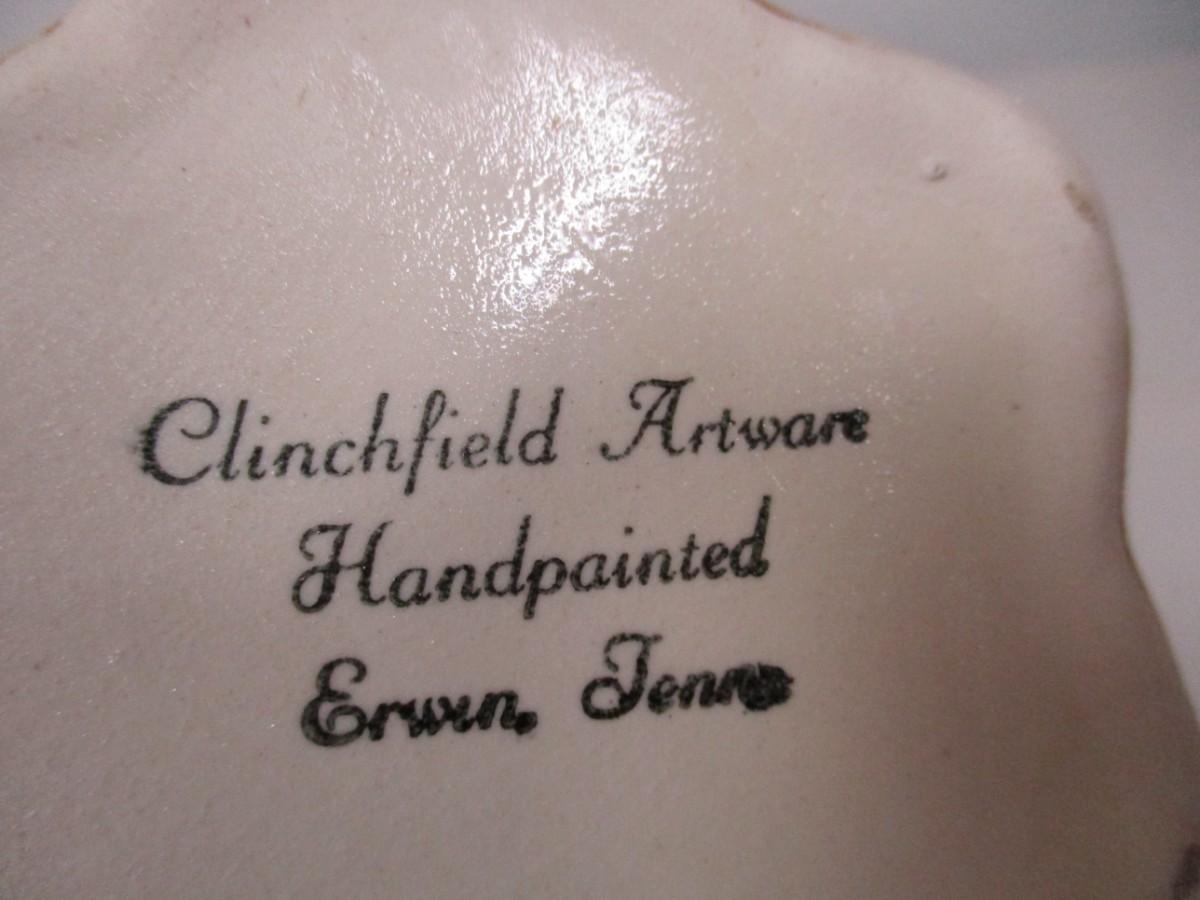 Clinchfield Artware
Handpainted
Erwin, Tenn.